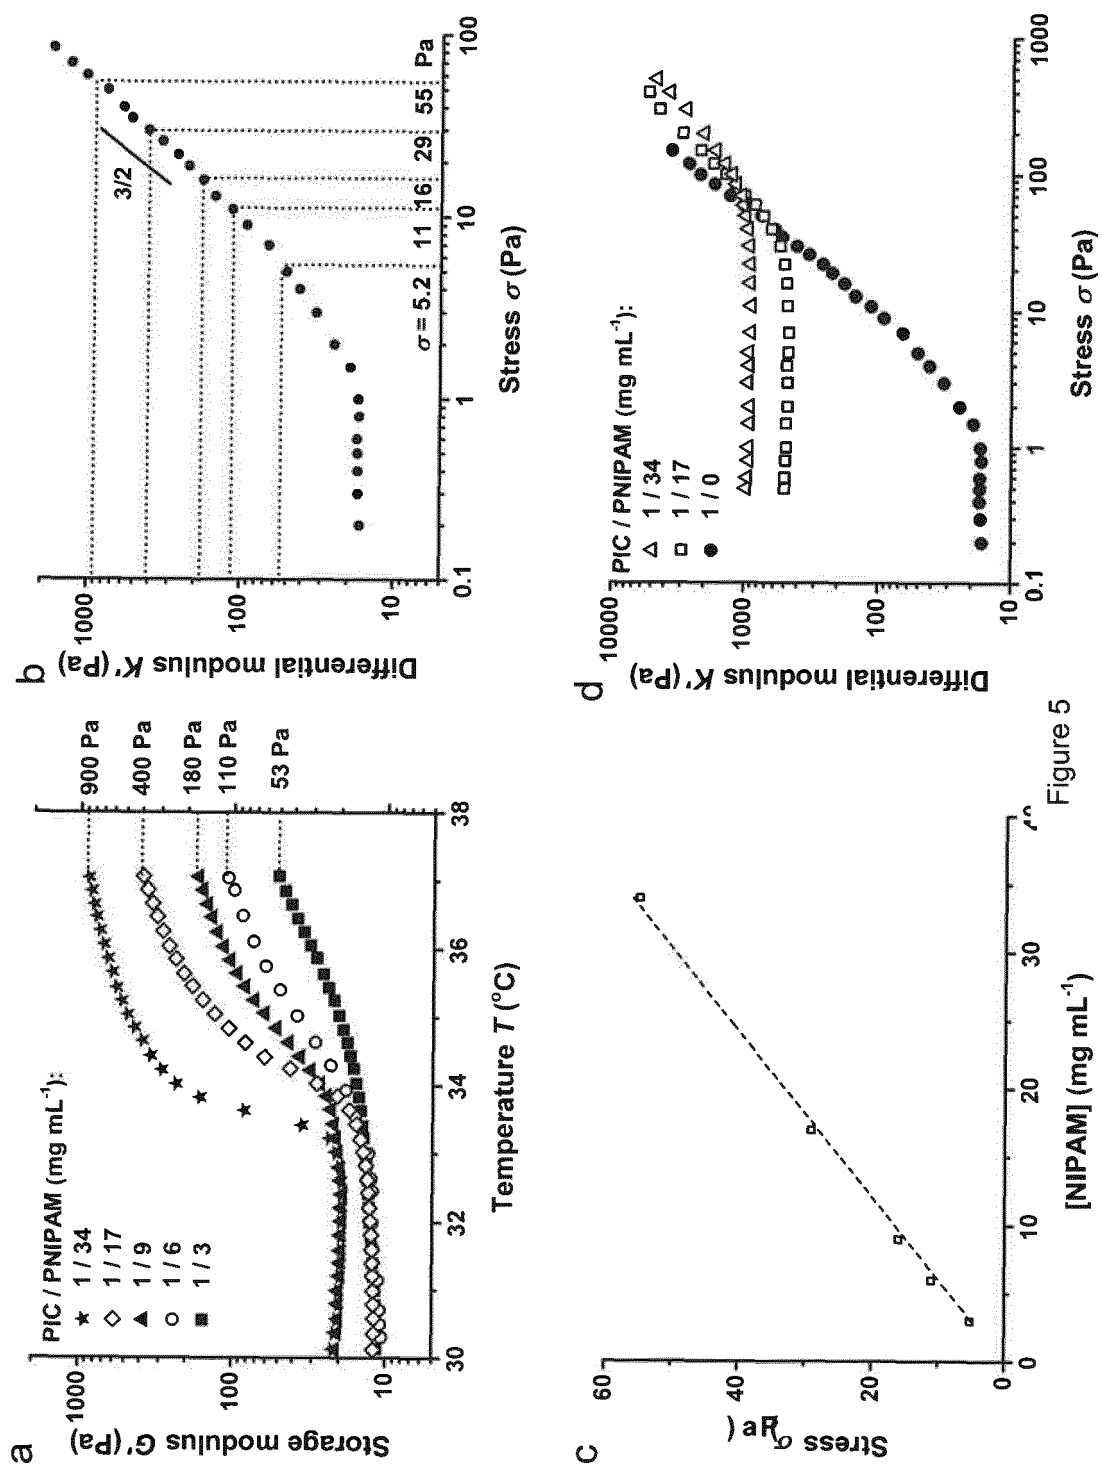 a
Storage modulus G' (Pa)
1000
100
10
PIC / PNIPAM (mg mL⁻¹):
1 / 34
1 / 17
1 / 9
1 / 6
1 / 3
900 Pa
400 Pa
180 Pa
110 Pa
53 Pa
30
32
34
36
38
Temperature T (°C)
b
Differential modulus K' (Pa)
1000
100
10
3/2
σ = 5.2
11
16
29
55
Pa
0.1
1
10
100
Stress σ (Pa)
c
Stress σ (Pa)
60
40
20
0
0
10
20
30
[NIPAM] (mg mL⁻¹)
d
Differential modulus K' (Pa)
10000
1000
100
10
PIC / PNIPAM (mg mL⁻¹):
1 / 34
1 / 17
1 / 0
0.1
1
10
100
1000
Stress σ (Pa)
Figure 5